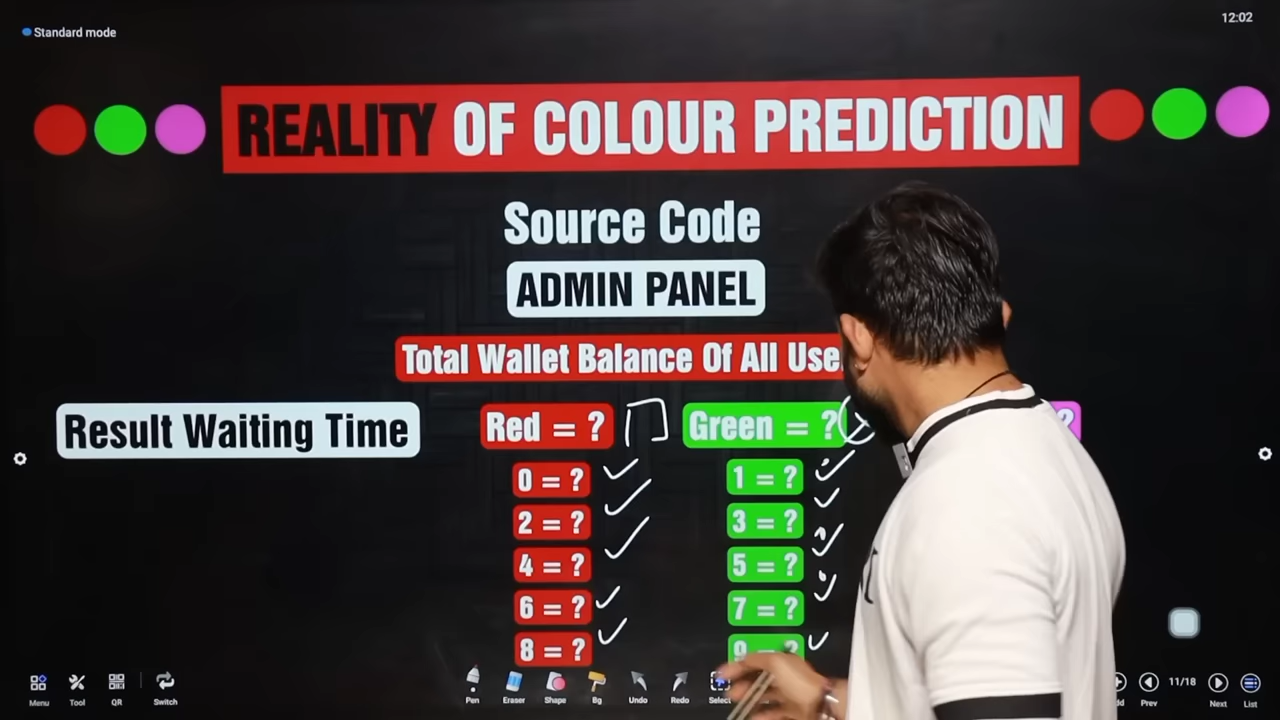 12:02
Standard mode
REALITY OF COLOUR PREDICTION
Source Code
ADMIN PANEL
Total Wallet Balance Of All
Result Waiting Time
Red = ?
Green = ?
?
0 = ?
1 = ?
2 = ?
3 = ?
4 = ?
5 = ?
6 = ?
7 = ?
8 = ?
9 = ?
Menu
Tool
QR
Switch
Pen
Eraser
Shape
Bg
Undo
Redo
Select
Prev
11/18
Next
List